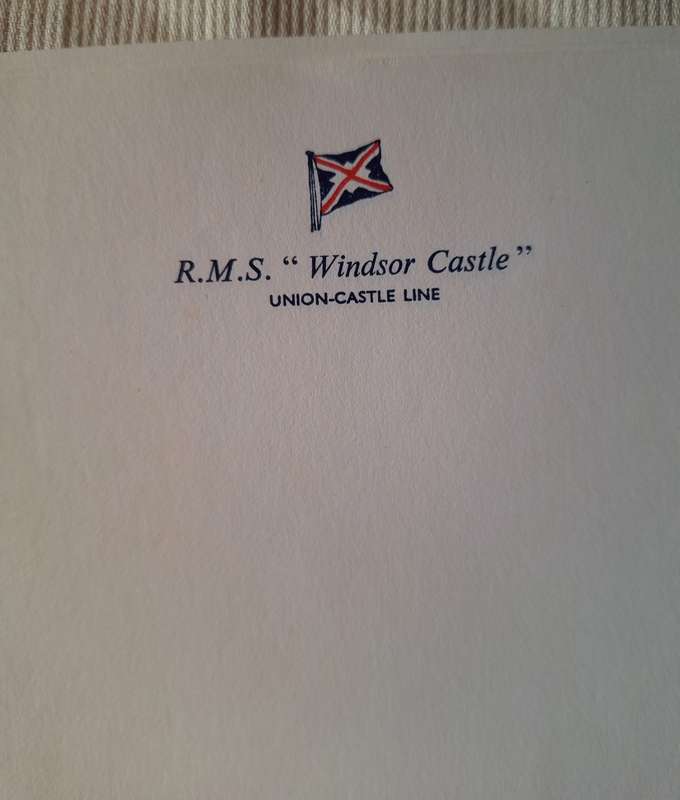 R.M.S. “ Windsor Castle ”
UNION-CASTLE LINE